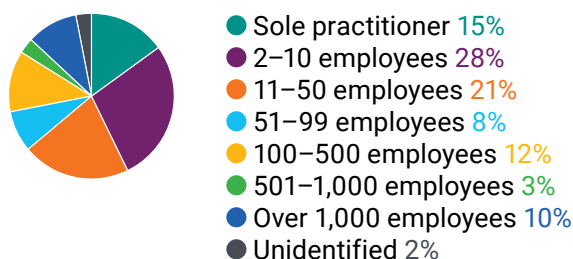 Sole practitioner 15%
2–10 employees 28%
11–50 employees 21%
51–99 employees 8%
100–500 employees 12%
501–1,000 employees 3%
Over 1,000 employees 10%
Unidentified 2%